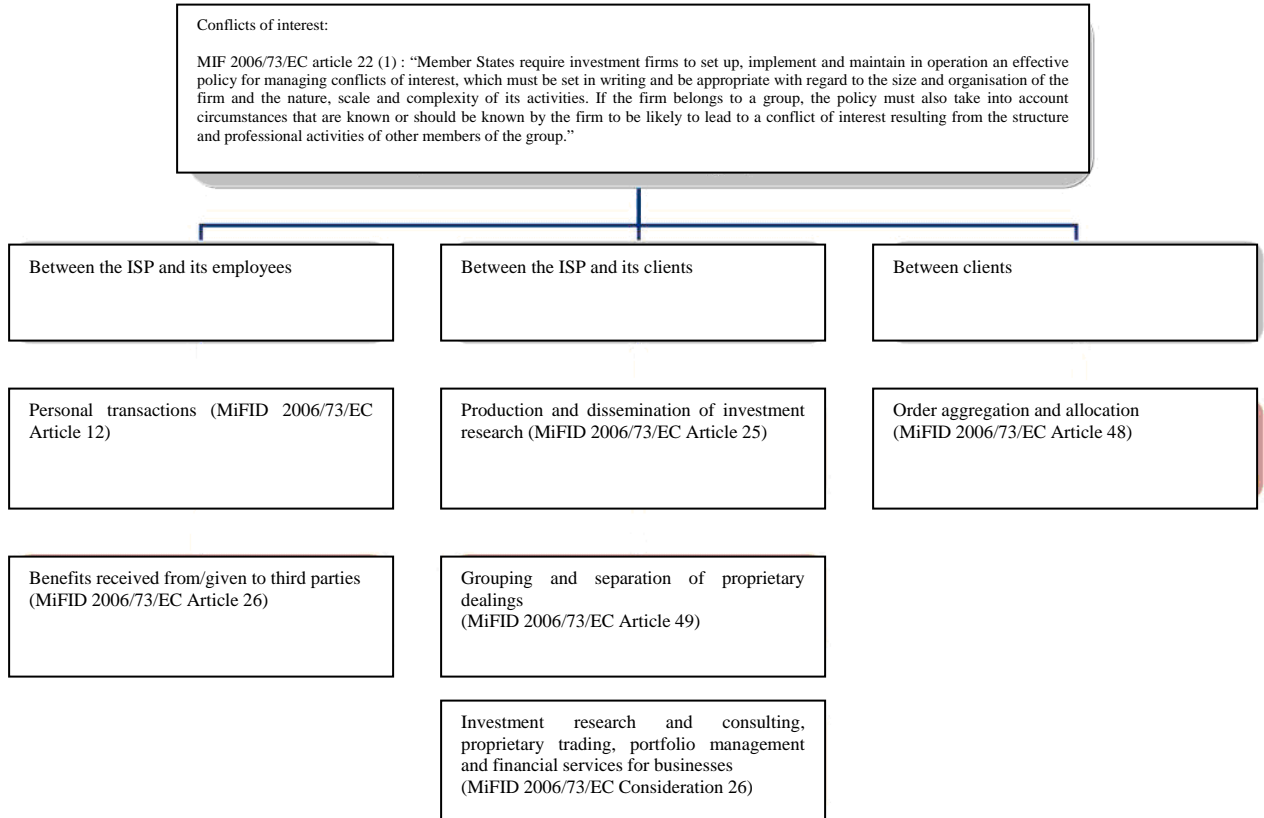 Conflicts of interest:
MIF 2006/73/EC article 22 (1) : “Member States require investment firms to set up, implement and maintain in operation an effective
policy for managing conflicts of interest, which must be set in writing and be appropriate with regard to the size and organisation of the
firm and the nature, scale and complexity of its activities. If the firm belongs to a group, the policy must also take into account
circumstances that are known or should be known by the firm to be likely to lead to a conflict of interest resulting from the structure
and professional activities of other members of the group.”
Between the ISP and its employees
Between the ISP and its clients
Between clients
Personal transactions (MiFID 2006/73/EC
Article 12)
Production and dissemination of investment
research (MiFID 2006/73/EC Article 25)
Order aggregation and allocation
(MiFID 2006/73/EC Article 48)
Benefits received from/given to third parties
(MiFID 2006/73/EC Article 26)
Grouping and separation of proprietary
dealings
(MiFID 2006/73/EC Article 49)
Investment research and consulting,
proprietary trading, portfolio management
and financial services for businesses
(MiFID 2006/73/EC Consideration 26)